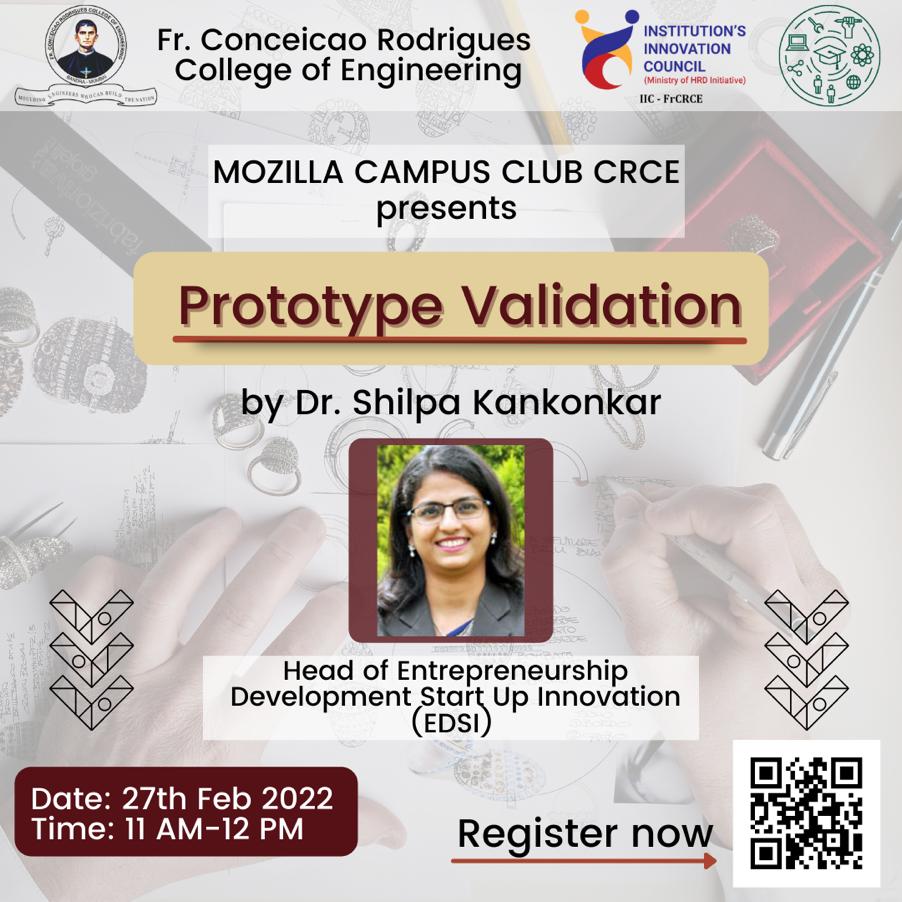 Fr. Conceicao Rodrigues
College of Engineering
INSTITUTION'S
INNOVATION
COUNCIL
(Ministry of HRD Initiative)
IIC - FrCRCE
MOZILLA CAMPUS CLUB CRCE
presents
Prototype Validation
by Dr. Shilpa Kankonkar
Head of Entrepreneurship
Development Start Up Innovation
(EDSI)
Date: 27th Feb 2022
Time: 11 AM-12 PM
Register now